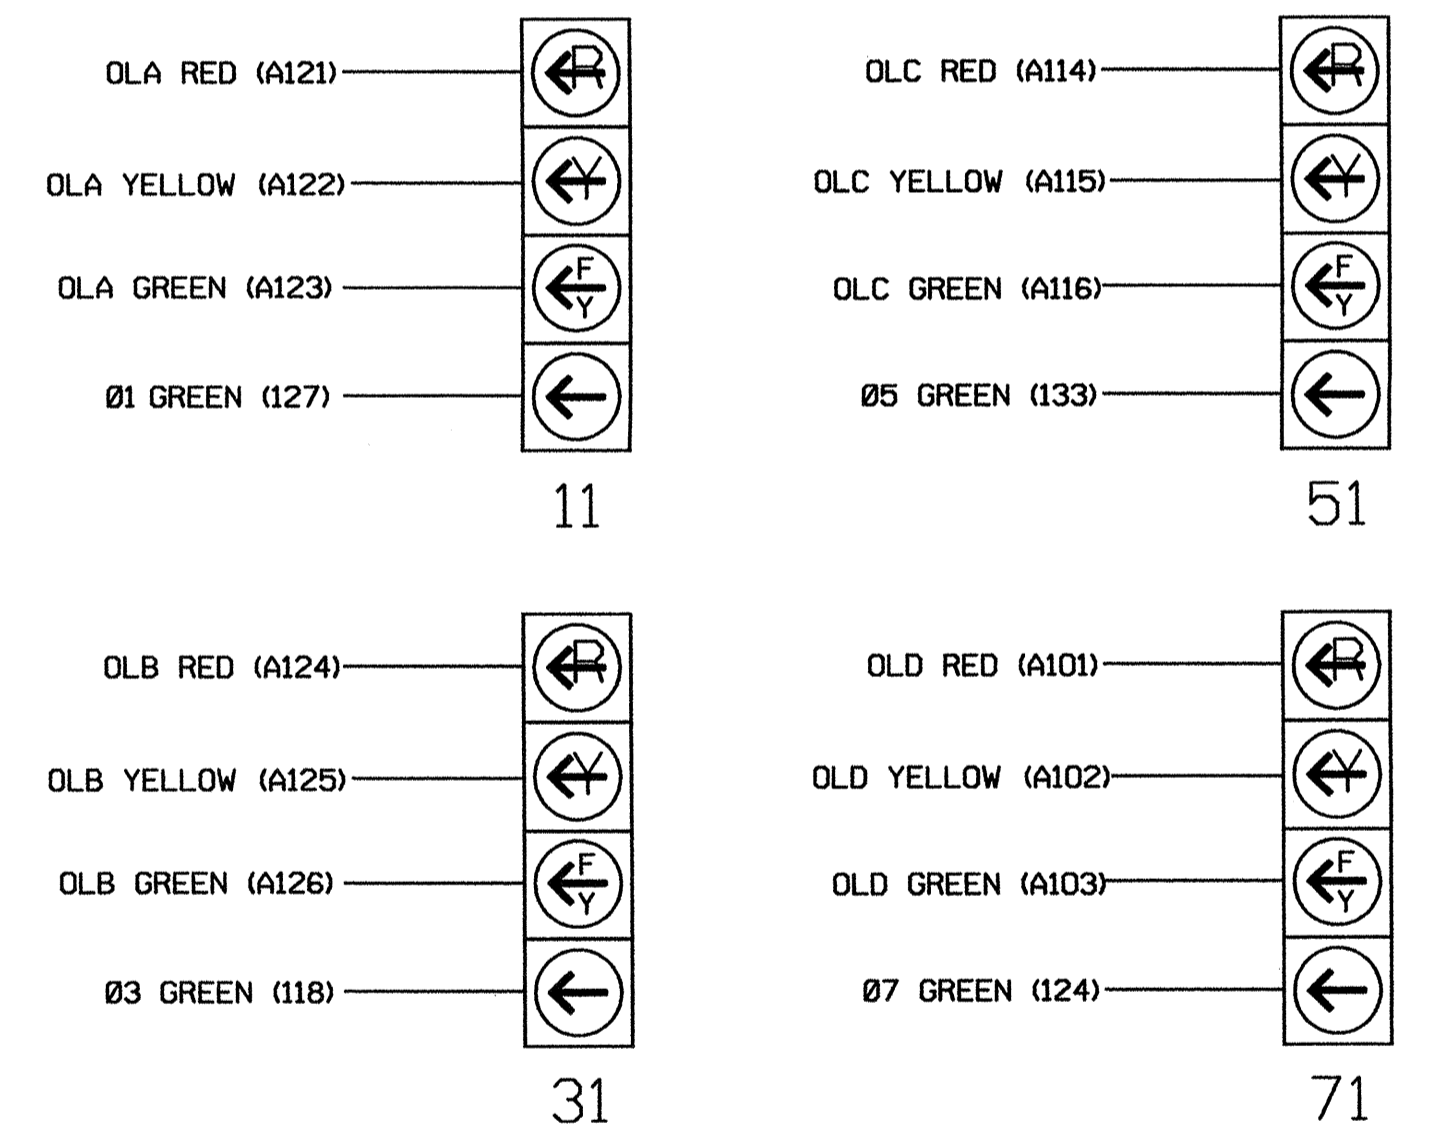 OLA RED (A121)
R
OLA YELLOW (A122)
Y
OLA GREEN (A123)
F
Y
Ø1 GREEN (127)
11
OLC RED (A114)
R
OLC YELLOW (A115)
Y
OLC GREEN (A116)
F
Y
Ø5 GREEN (133)
51
OLB RED (A124)
R
OLB YELLOW (A125)
Y
OLB GREEN (A126)
F
Y
Ø3 GREEN (118)
31
OLD RED (A101)
R
OLD YELLOW (A102)
Y
OLD GREEN (A103)
F
Y
Ø7 GREEN (124)
71